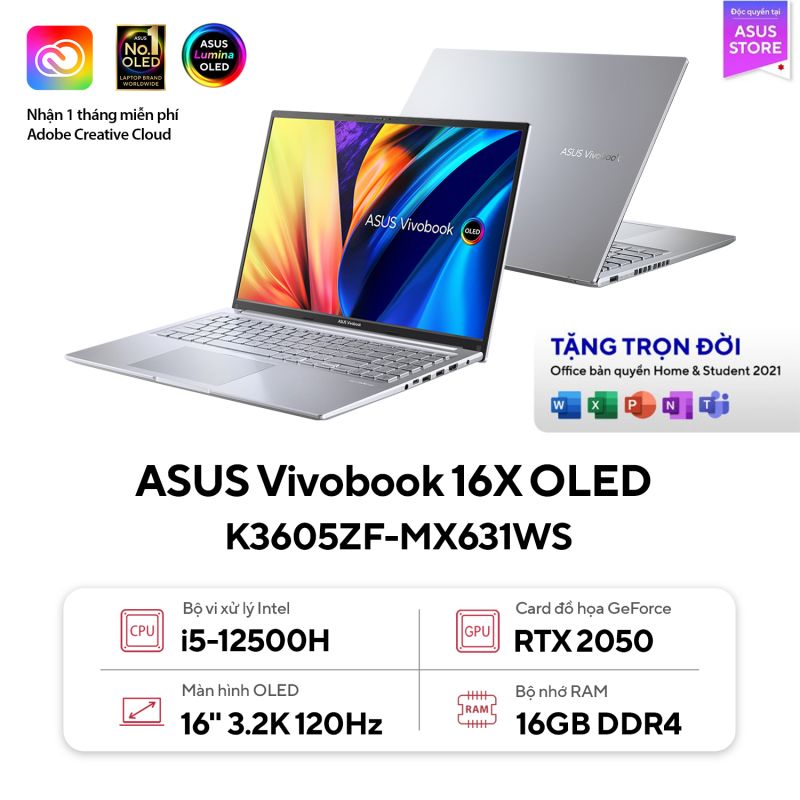 Độc quyền tại
ASUS
STORE
ASUS
No.1
OLED
LAPTOP BRAND
WORLDWIDE
ASUS
Lumina
OLED
Nhận 1 tháng miễn phí
Adobe Creative Cloud
ASUS Vivobook
ASUS Vivobook OLED
ASUS Vivobook
TẶNG TRỌN ĐỜI
Office bản quyền Home & Student 2021
W X P N T
ASUS Vivobook 16X OLED
K3605ZF-MX631WS
Bộ vi xử lý Intel
CPU
i5-12500H
Card đồ họa GeForce
GPU
RTX 2050
Màn hình OLED
16" 3.2K 120Hz
Bộ nhớ RAM
RAM
16GB DDR4